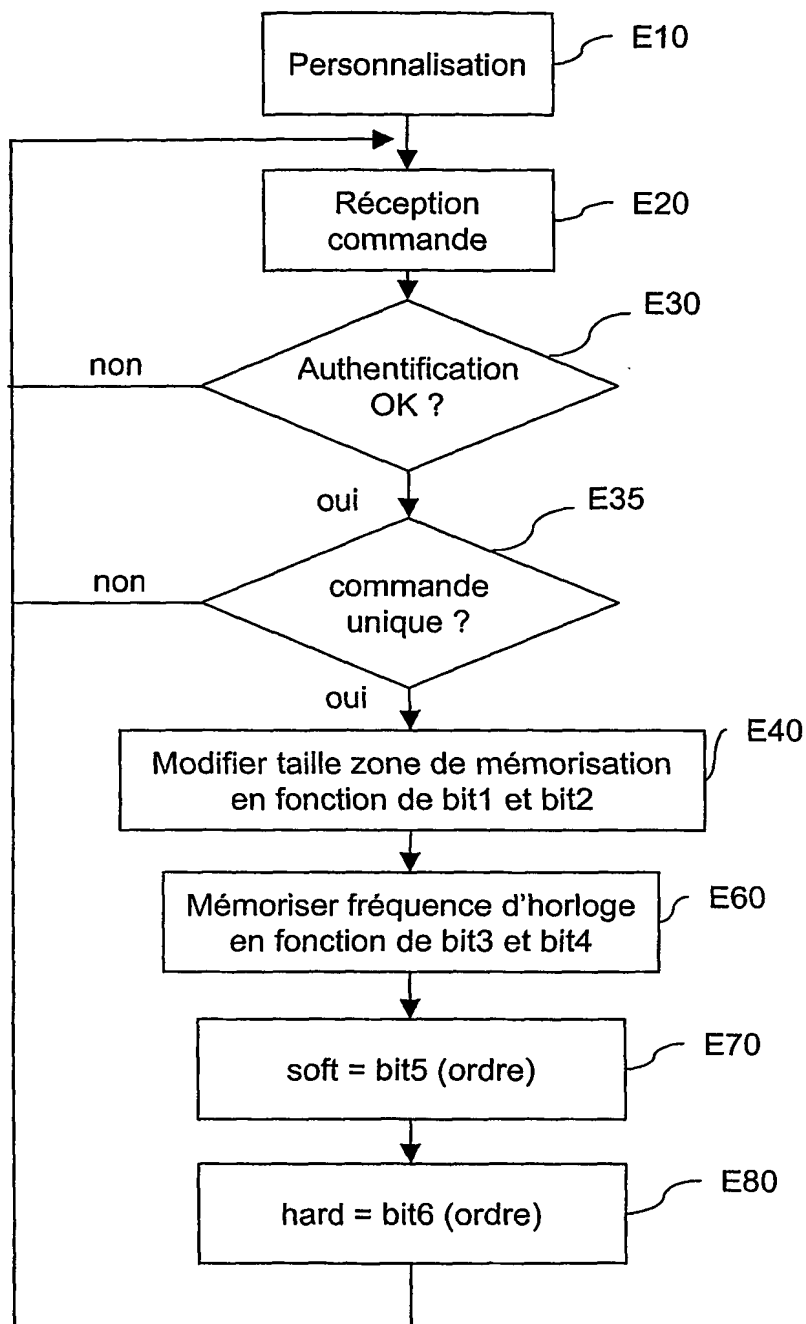 Personnalisation
E10
Réception
commande
E20
E30
non
Authentification
OK ?
oui
E35
non
commande
unique ?
oui
E40
Modifier taille zone de mémorisation
en fonction de bit1 et bit2
E60
Mémoriser fréquence d'horloge
en fonction de bit3 et bit4
E70
soft = bit5 (ordre)
E80
hard = bit6 (ordre)